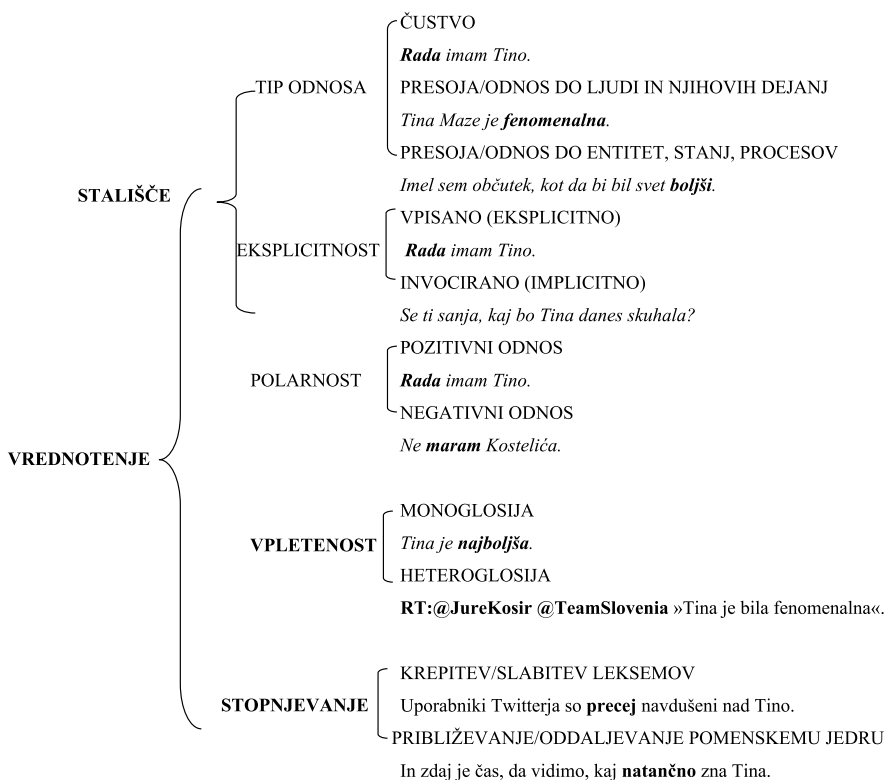 ČUSTVO
Rada imam Tino.
TIP ODNOSA
PRESOJA/ODNOS DO LJUDI IN NJIHOVIH DEJANJ
Tina Maze je fenomenalna.
PRESOJA/ODNOS DO ENTITET, STANJ, PROCESOV
Imel sem občutek, kot da bi bil svet boljši.
STALIŠČE
VPISANO (EKSPLICITNO)
EKSPLICITNOST
Rada imam Tino.
INVOCIRANO (IMPLICITNO)
Se ti sanja, kaj bo Tina danes skuhala?
POZITIVNI ODNOS
POLARNOST
Rada imam Tino.
NEGATIVNI ODNOS
Ne maram Kostelića.
VREDNOTENJE
MONOGLOSIJA
VPLETENOST
Tina je najboljša.
HETEROGLOSIJA
RT:@JureKosir @TeamSlovenia »Tina je bila fenomenalna«.
KREPITEV/SLABITEV LEKSEMOV
STOPNJEVANJE
Uporabniki Twitterja so precej navdušeni nad Tino.
PRIBLIŽEVANJE/ODDALJEVANJE POMENSKEMU JEDRU
In zdaj je čas, da vidimo, kaj natančno zna Tina.